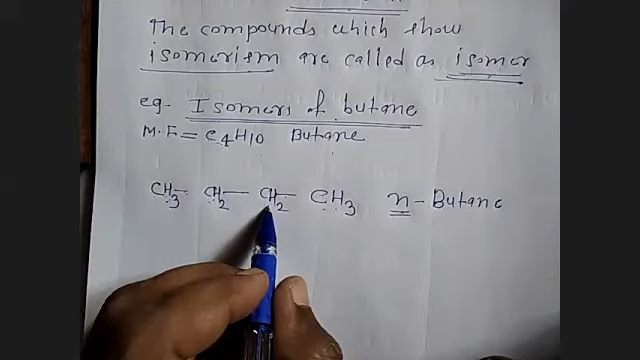 The compounds which show
isomerism are called as isomer
eg. Isomers of butane
M.F = C4H10 Butane
CH3 - CH2 - CH2 - CH3 n - Butane